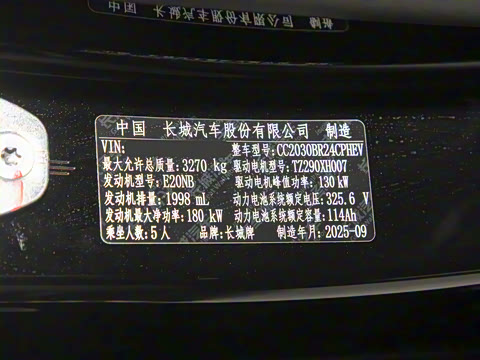 中国 长城汽车股份有限公司 制造
VIN: 整车型号:CC2030BR24CPHEV
最大允许总质量:3270 kg 驱动电机型号:TZ290XH007
发动机型号:E20NB 驱动电机峰值功率:130 kW
发动机排量:1998 mL 动力电池系统额定电压:325.6 V
发动机最大净功率:180 kW 动力电池系统额定容量:114Ah
乘坐人数:5人 品牌:长城牌 制造年月:2025-09